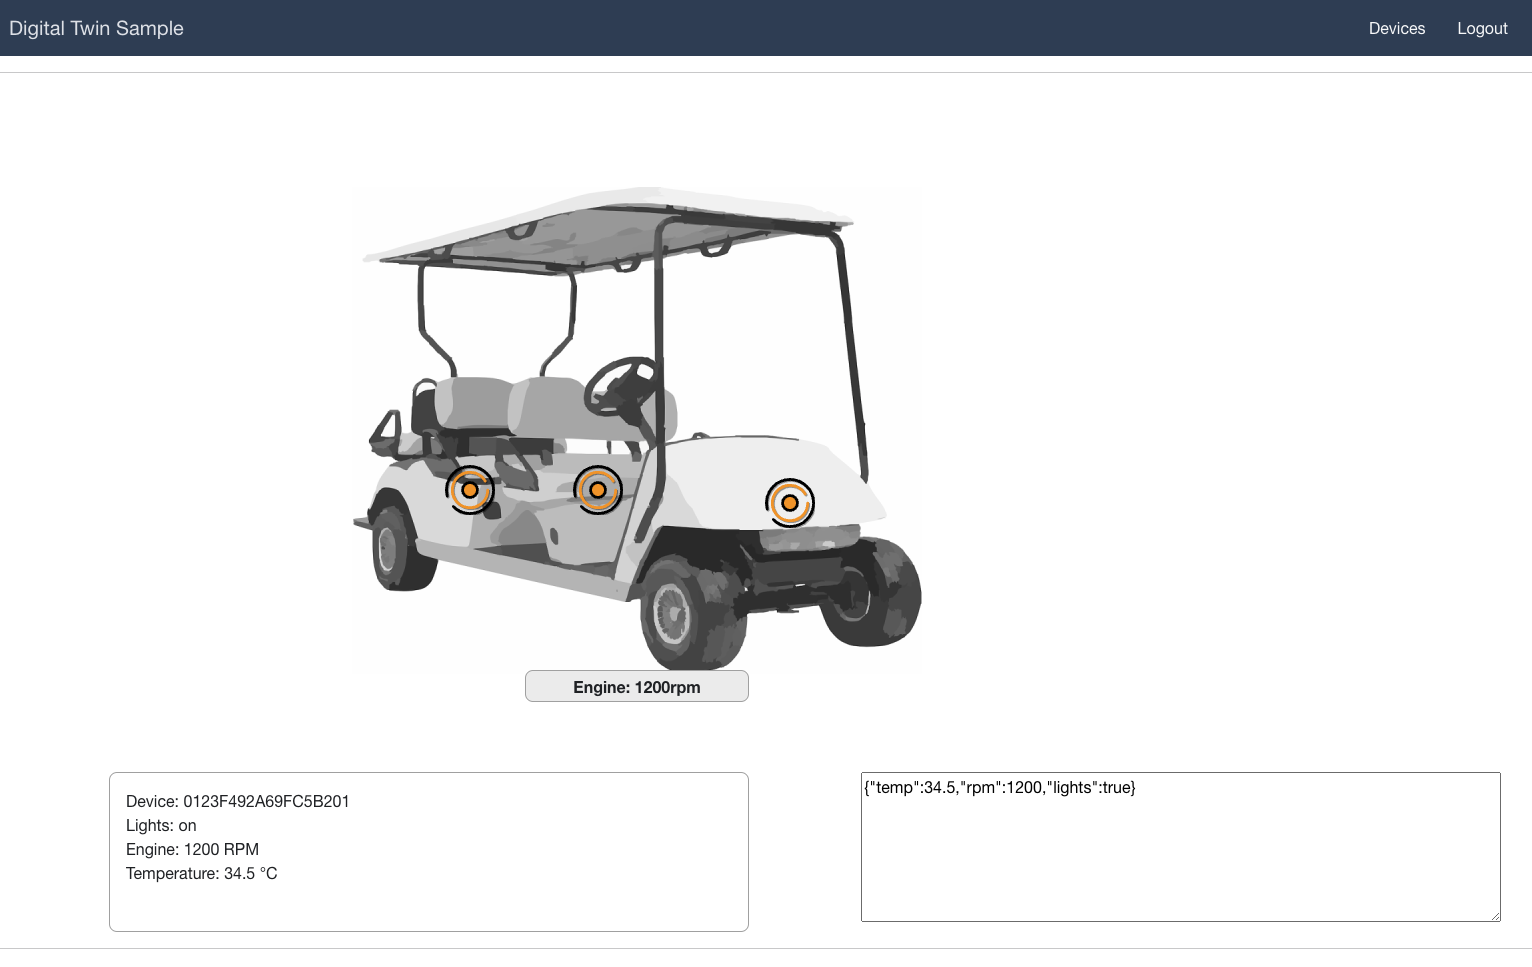 Digital Twin Sample
Devices
Logout
Engine: 1200rpm
Device: 0123F492A69FC5B201
Lights: on
Engine: 1200 RPM
Temperature: 34.5 °C
{"temp":34.5,"rpm":1200,"lights":true}